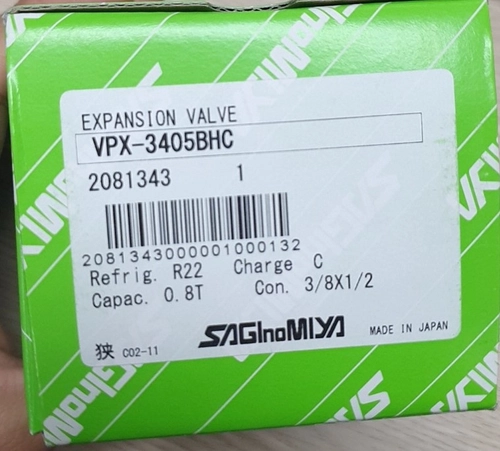 EXPANSION VALVE
VPX-3405BHC
2081343 1
2081343000001000132
Refrig. R22 Charge C
Capac. 0.8T Con. 3/8X1/2
SAGInoMIYA MADE IN JAPAN
狭 C02-11